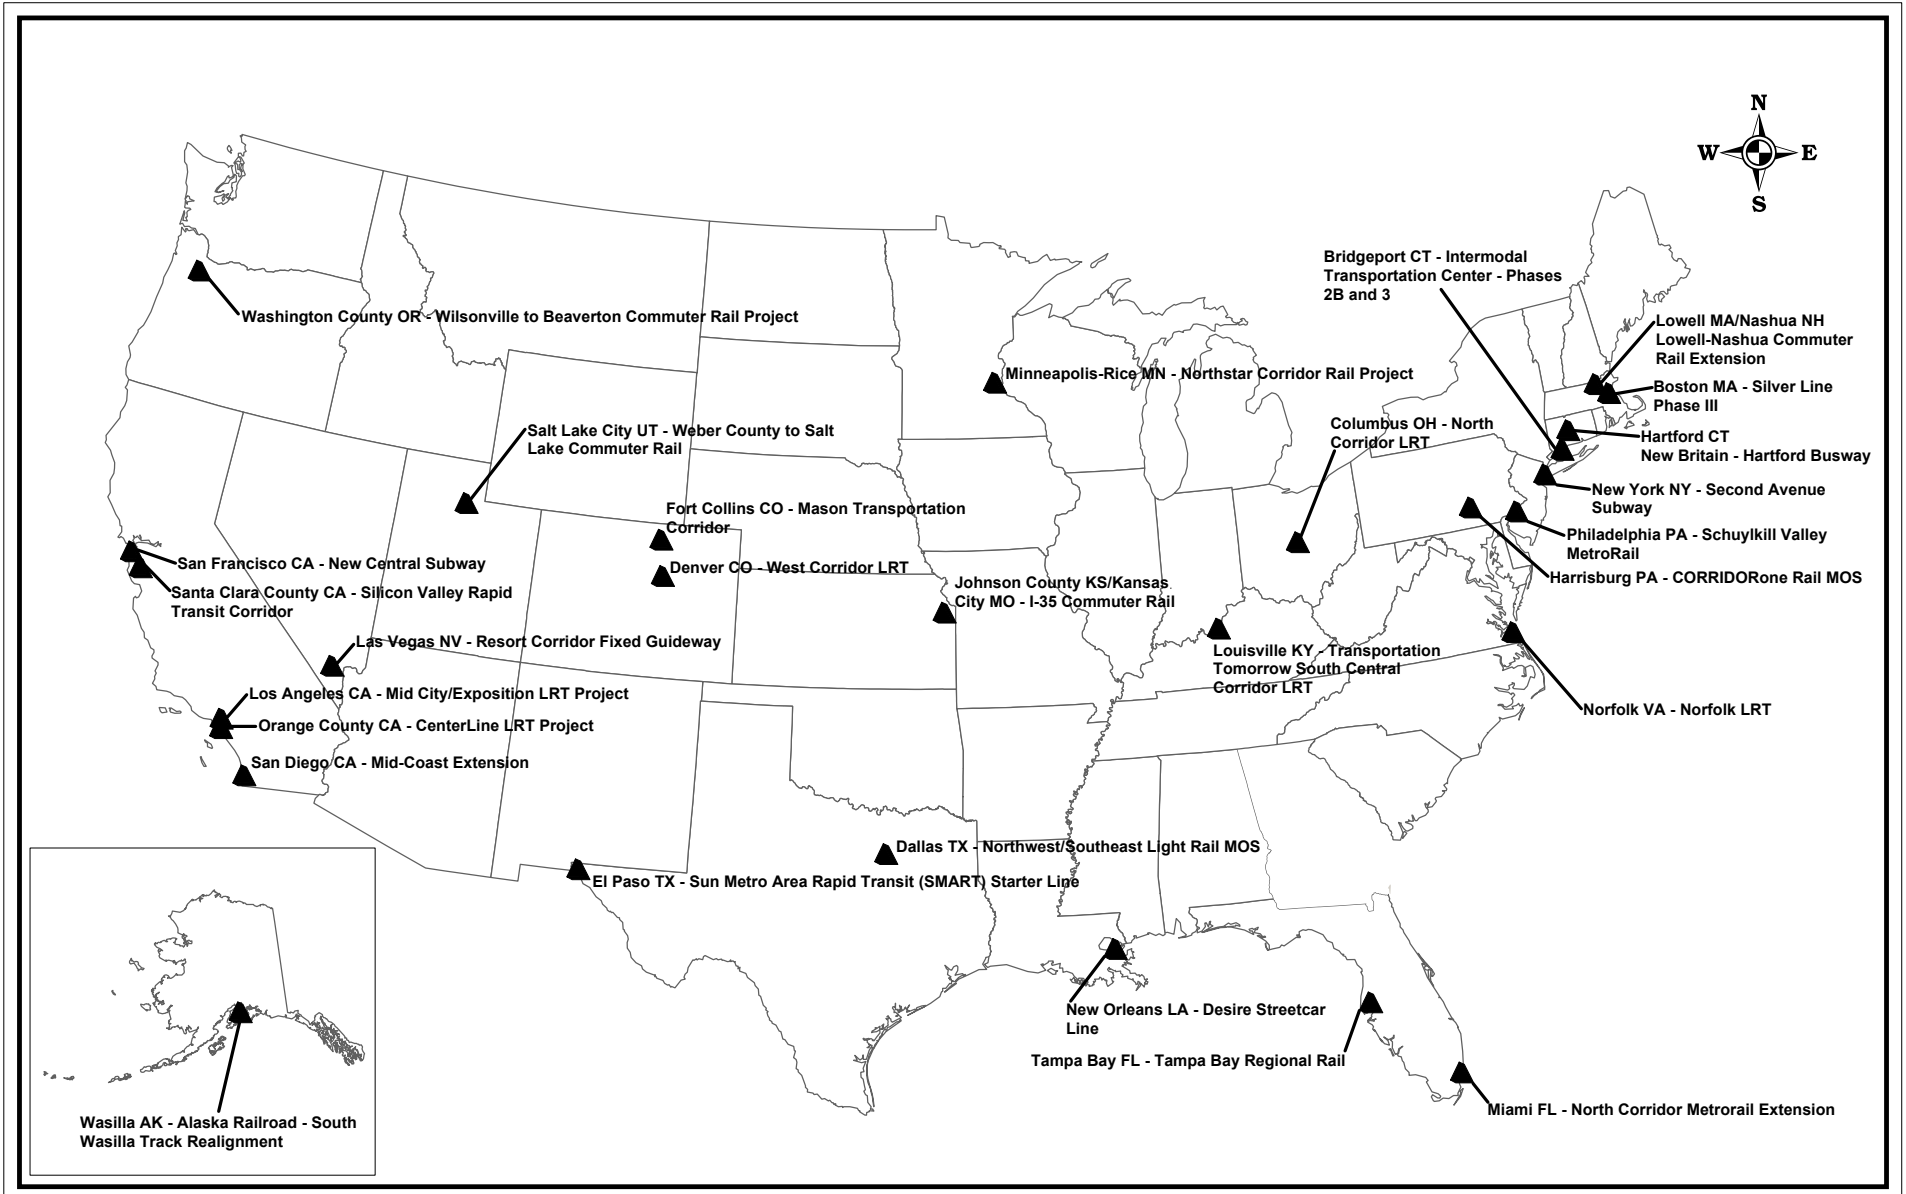 N
W E
S
Bridgeport CT - Intermodal
Transportation Center - Phases
2B and 3
Washington County OR - Wilsonville to Beaverton Commuter Rail Project
Lowell MA/Nashua NH
Lowell-Nashua Commuter
Rail Extension
Minneapolis-Rice MN - Northstar Corridor Rail Project
Boston MA - Silver Line
Phase III
Salt Lake City UT - Weber County to Salt
Lake Commuter Rail
Columbus OH - North
Corridor LRT
Hartford CT
New Britain - Hartford Busway
New York NY - Second Avenue
Subway
Fort Collins CO - Mason Transportation
Corridor
Philadelphia PA - Schuylkill Valley
MetroRail
San Francisco CA - New Central Subway
Denver CO - West Corridor LRT
Harrisburg PA - CORRIDORone Rail MOS
Santa Clara County CA - Silicon Valley Rapid
Transit Corridor
Johnson County KS/Kansas
City MO - I-35 Commuter Rail
Las Vegas NV - Resort Corridor Fixed Guideway
Louisville KY - Transportation
Tomorrow South Central
Corridor LRT
Los Angeles CA - Mid City/Exposition LRT Project
Norfolk VA - Norfolk LRT
Orange County CA - CenterLine LRT Project
San Diego CA - Mid-Coast Extension
Dallas TX - Northwest/Southeast Light Rail MOS
El Paso TX - Sun Metro Area Rapid Transit (SMART) Starter Line
New Orleans LA - Desire Streetcar
Line
Tampa Bay FL - Tampa Bay Regional Rail
Miami FL - North Corridor Metrorail Extension
Wasilla AK - Alaska Railroad - South
Wasilla Track Realignment